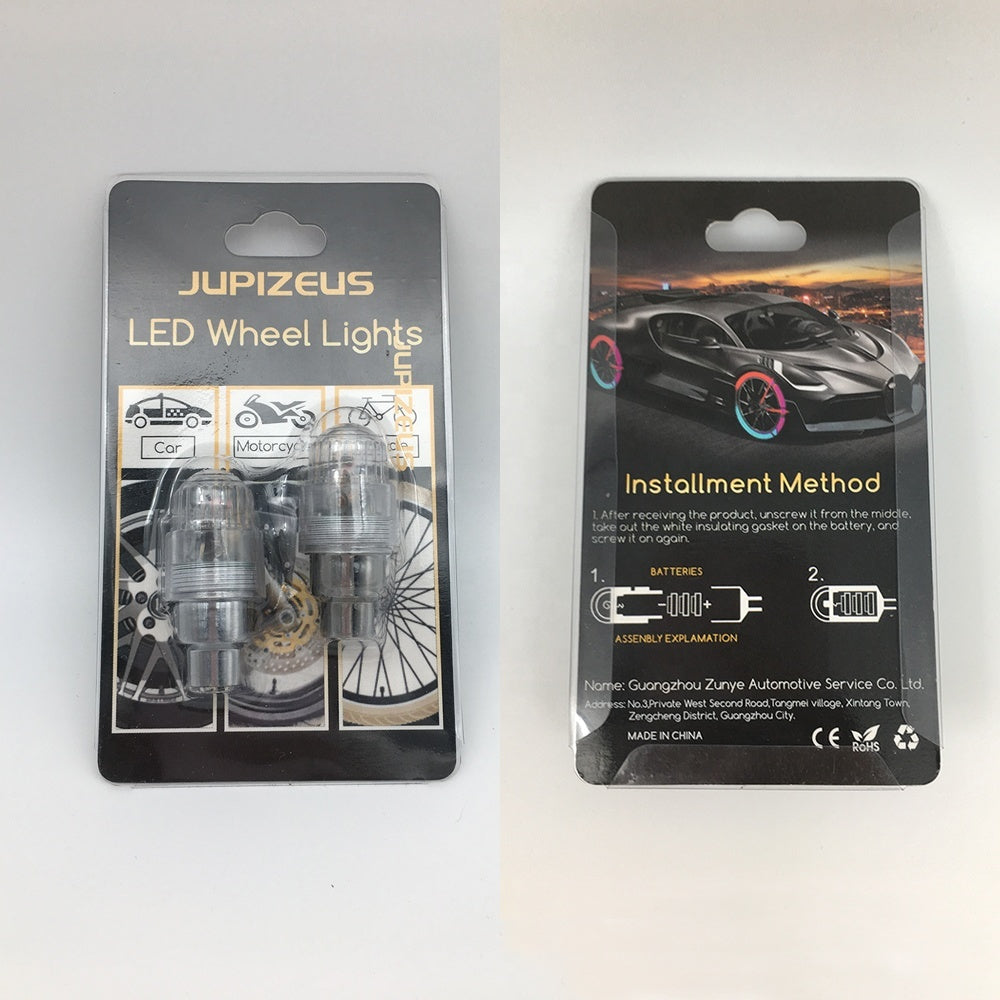 JUPIZEUS
LED Wheel Lights
JUPIZEUS
Car
Installment Method
1. After receiving the product, unscrew it from the middle,
take out the white insulating gasket on the battery, and
screw it on again.
1.
BATTERIES
2.
ASSENBLY EXPLAMATION
Name: Guangzhou Zunye Automotive Service Co. Ltd.
Address: No.3,Private West Second Road,Tangmei village, Xintang Town,
Zengcheng District, Guangzhou City.
MADE IN CHINA
CE
RoHS